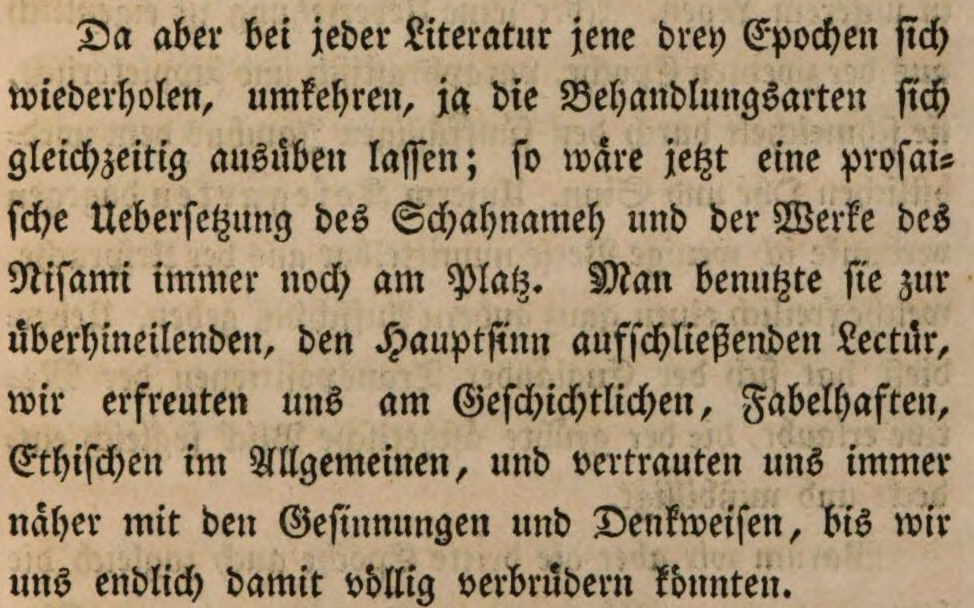 Da aber bei jeder Literatur jene drey Epochen sich
wiederholen, umkehren, ja die Behandlungsarten sich
gleichzeitig ausüben lassen; so wäre jetzt eine prosai-
sche Uebersetzung des Schahnameh und der Werke des
Nisami immer noch am Platz. Man benutzte sie zur
überhineilenden, den Hauptsinn aufschließenden Lectür,
wir erfreuten uns am Geschichtlichen, Fabelhaften,
Ethischen im Allgemeinen, und vertrauten uns immer
näher mit den Gesinnungen und Denkweisen, bis wir
uns endlich damit völlig verbrüdern könnten.